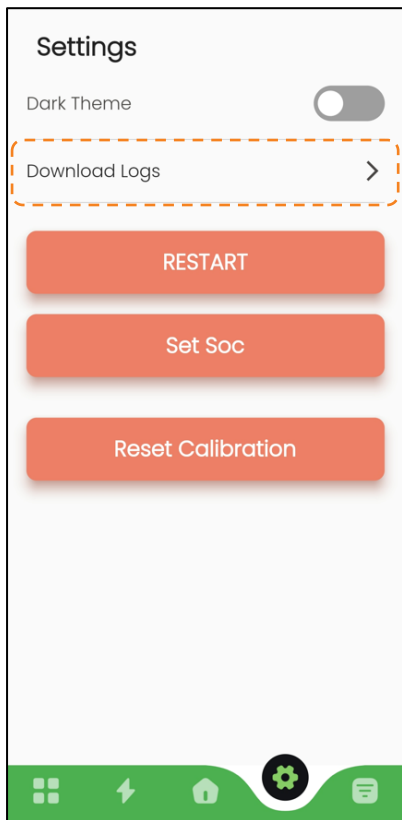 Settings
Dark Theme
Download Logs
RESTART
Set Soc
Reset Calibration